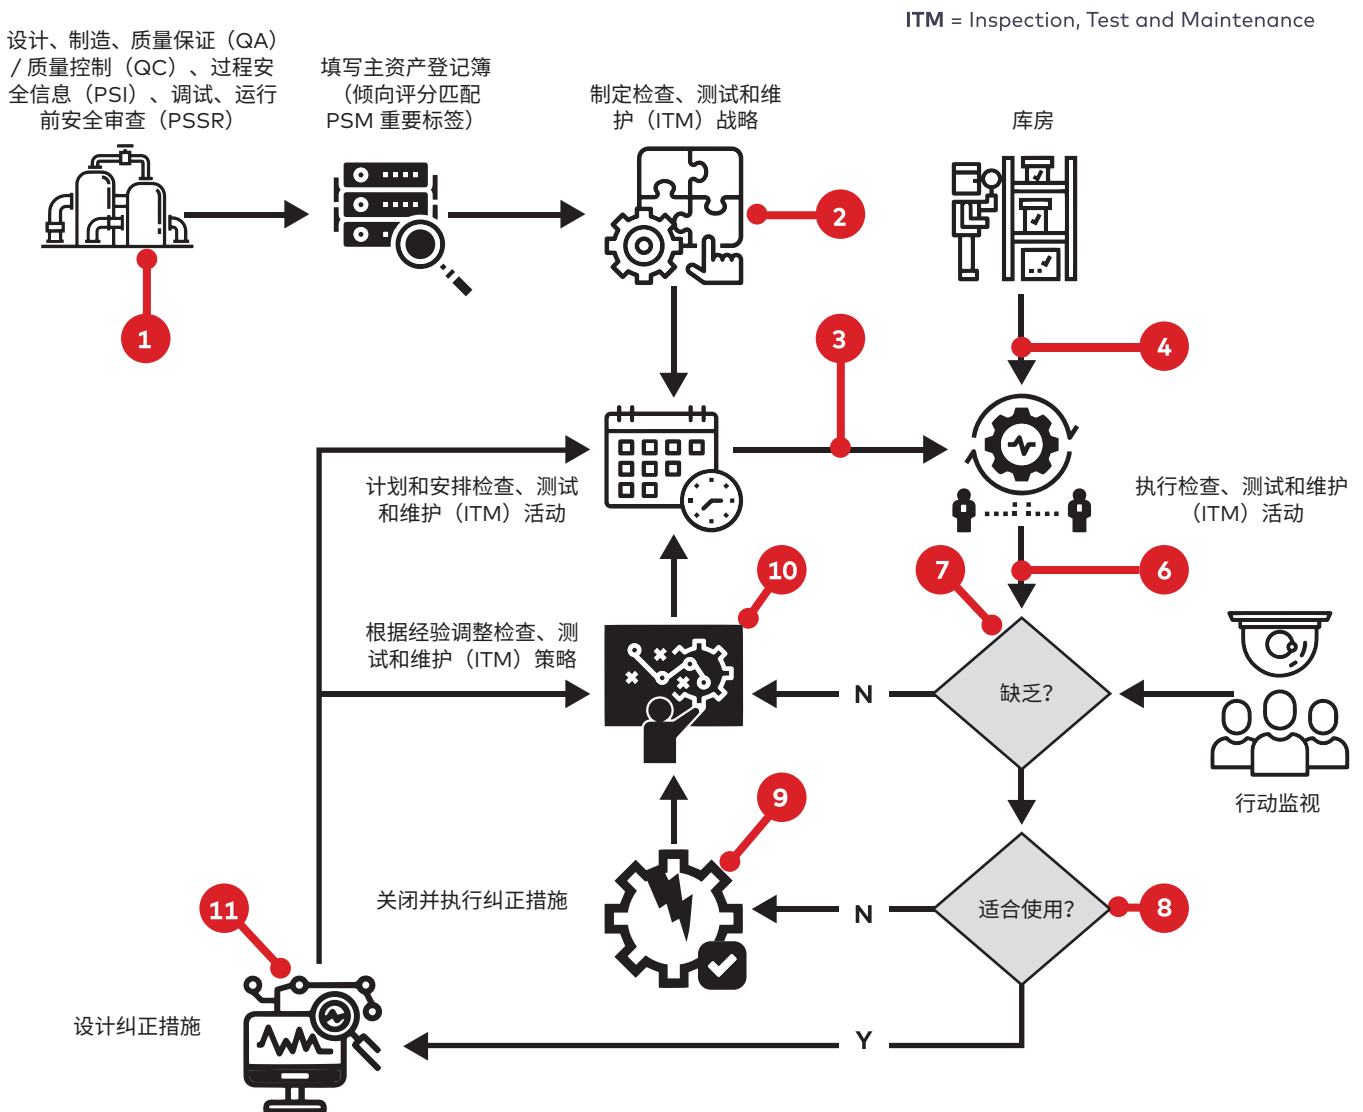 ITM = Inspection, Test and Maintenance
设计、制造、质量保证（QA）
/ 质量控制（QC）、过程安
全信息（PSI）、调试、运行
前安全审查（PSSR）
填写主资产登记簿
（倾向评分匹配
PSM 重要标签）
制定检查、测试和维
护（ITM）战略
库房
2
1
3
4
计划和安排检查、测试
和维护（ITM）活动
执行检查、测试和维护
（ITM）活动
10
7
6
根据经验调整检查、测
试和维护（ITM）策略
N
缺乏？
行动监视
9
关闭并执行纠正措施
N
适合使用？
8
11
设计纠正措施
Y